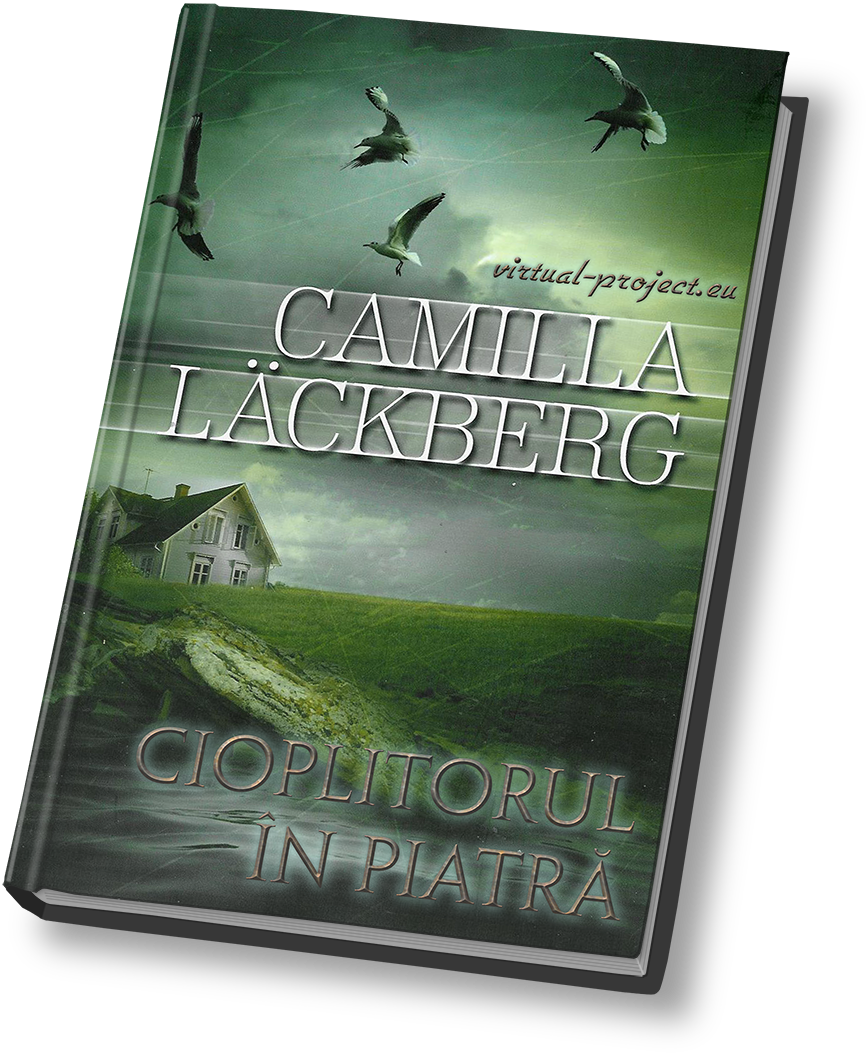 virtual-project.eu
CAMILLA
LÄCKBERG
CIOPLITORUL
ÎN PIATRĂ